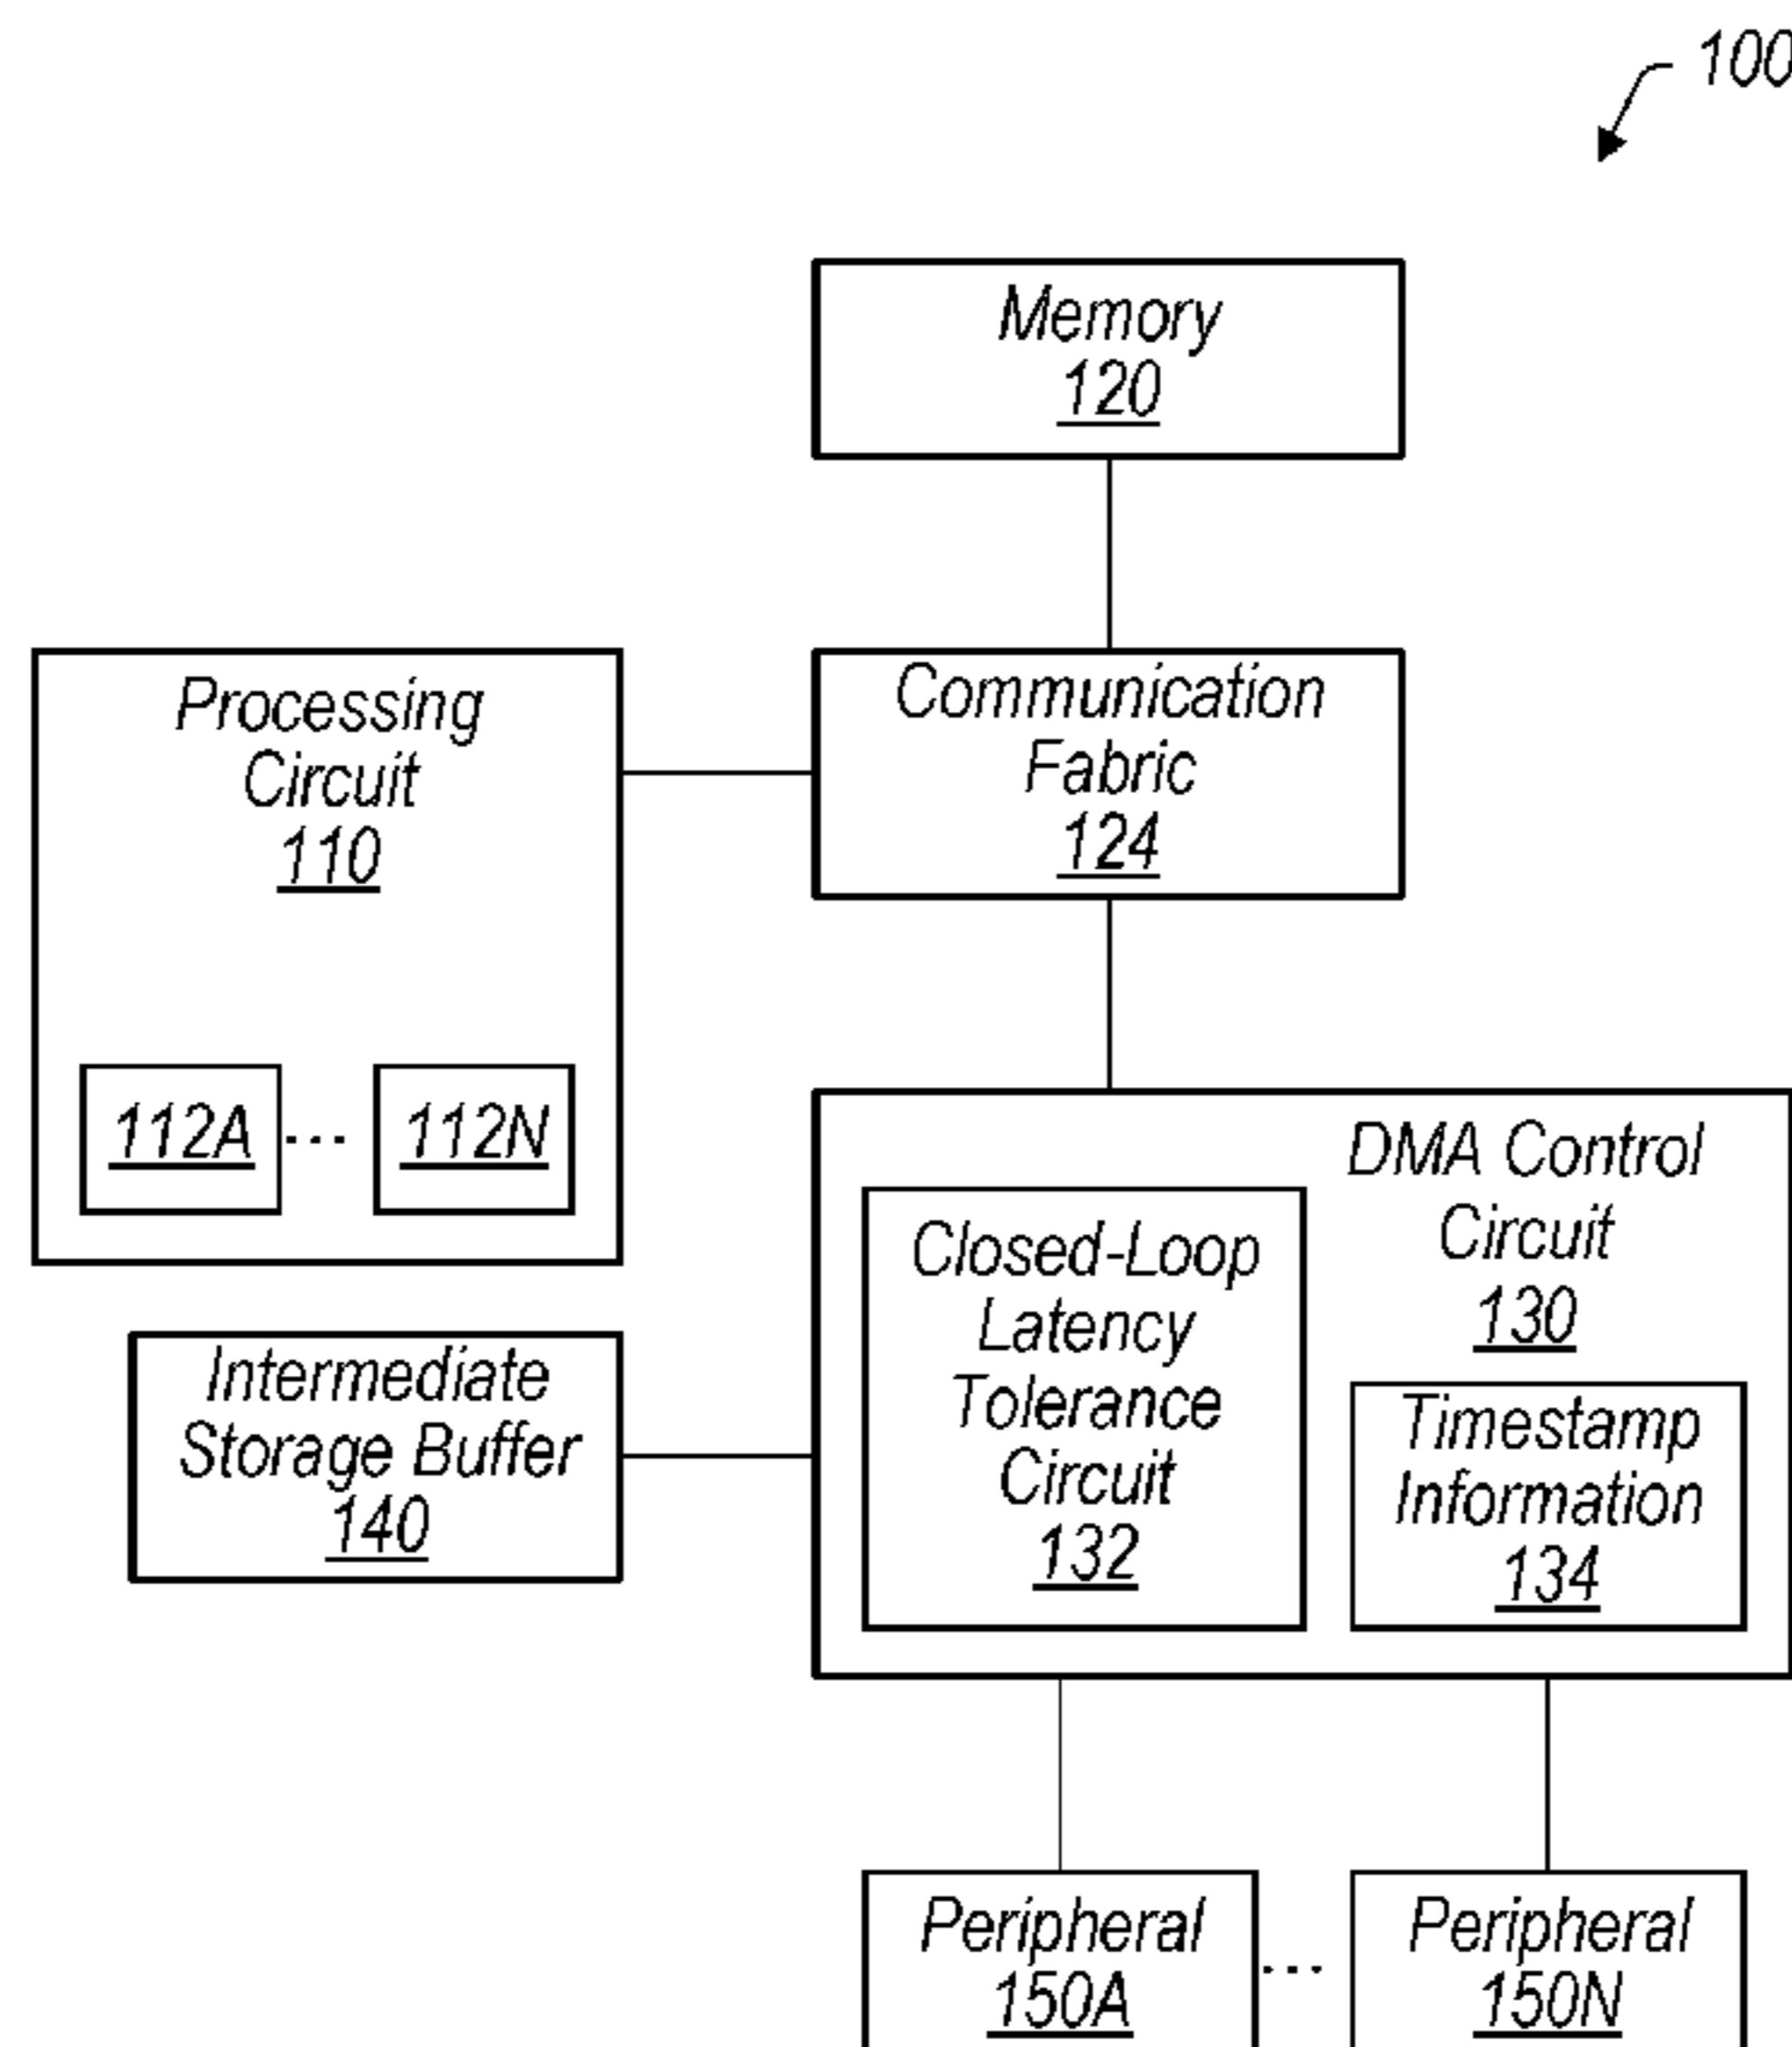 100
Memory
120
Processing
Circuit
110
Communication
Fabric
124
112A ... 112N
DMA Control
Circuit
130
Closed-Loop
Latency
Tolerance
Circuit
132
Timestamp
Information
134
Intermediate
Storage Buffer
140
Peripheral
150A
...
Peripheral
150N